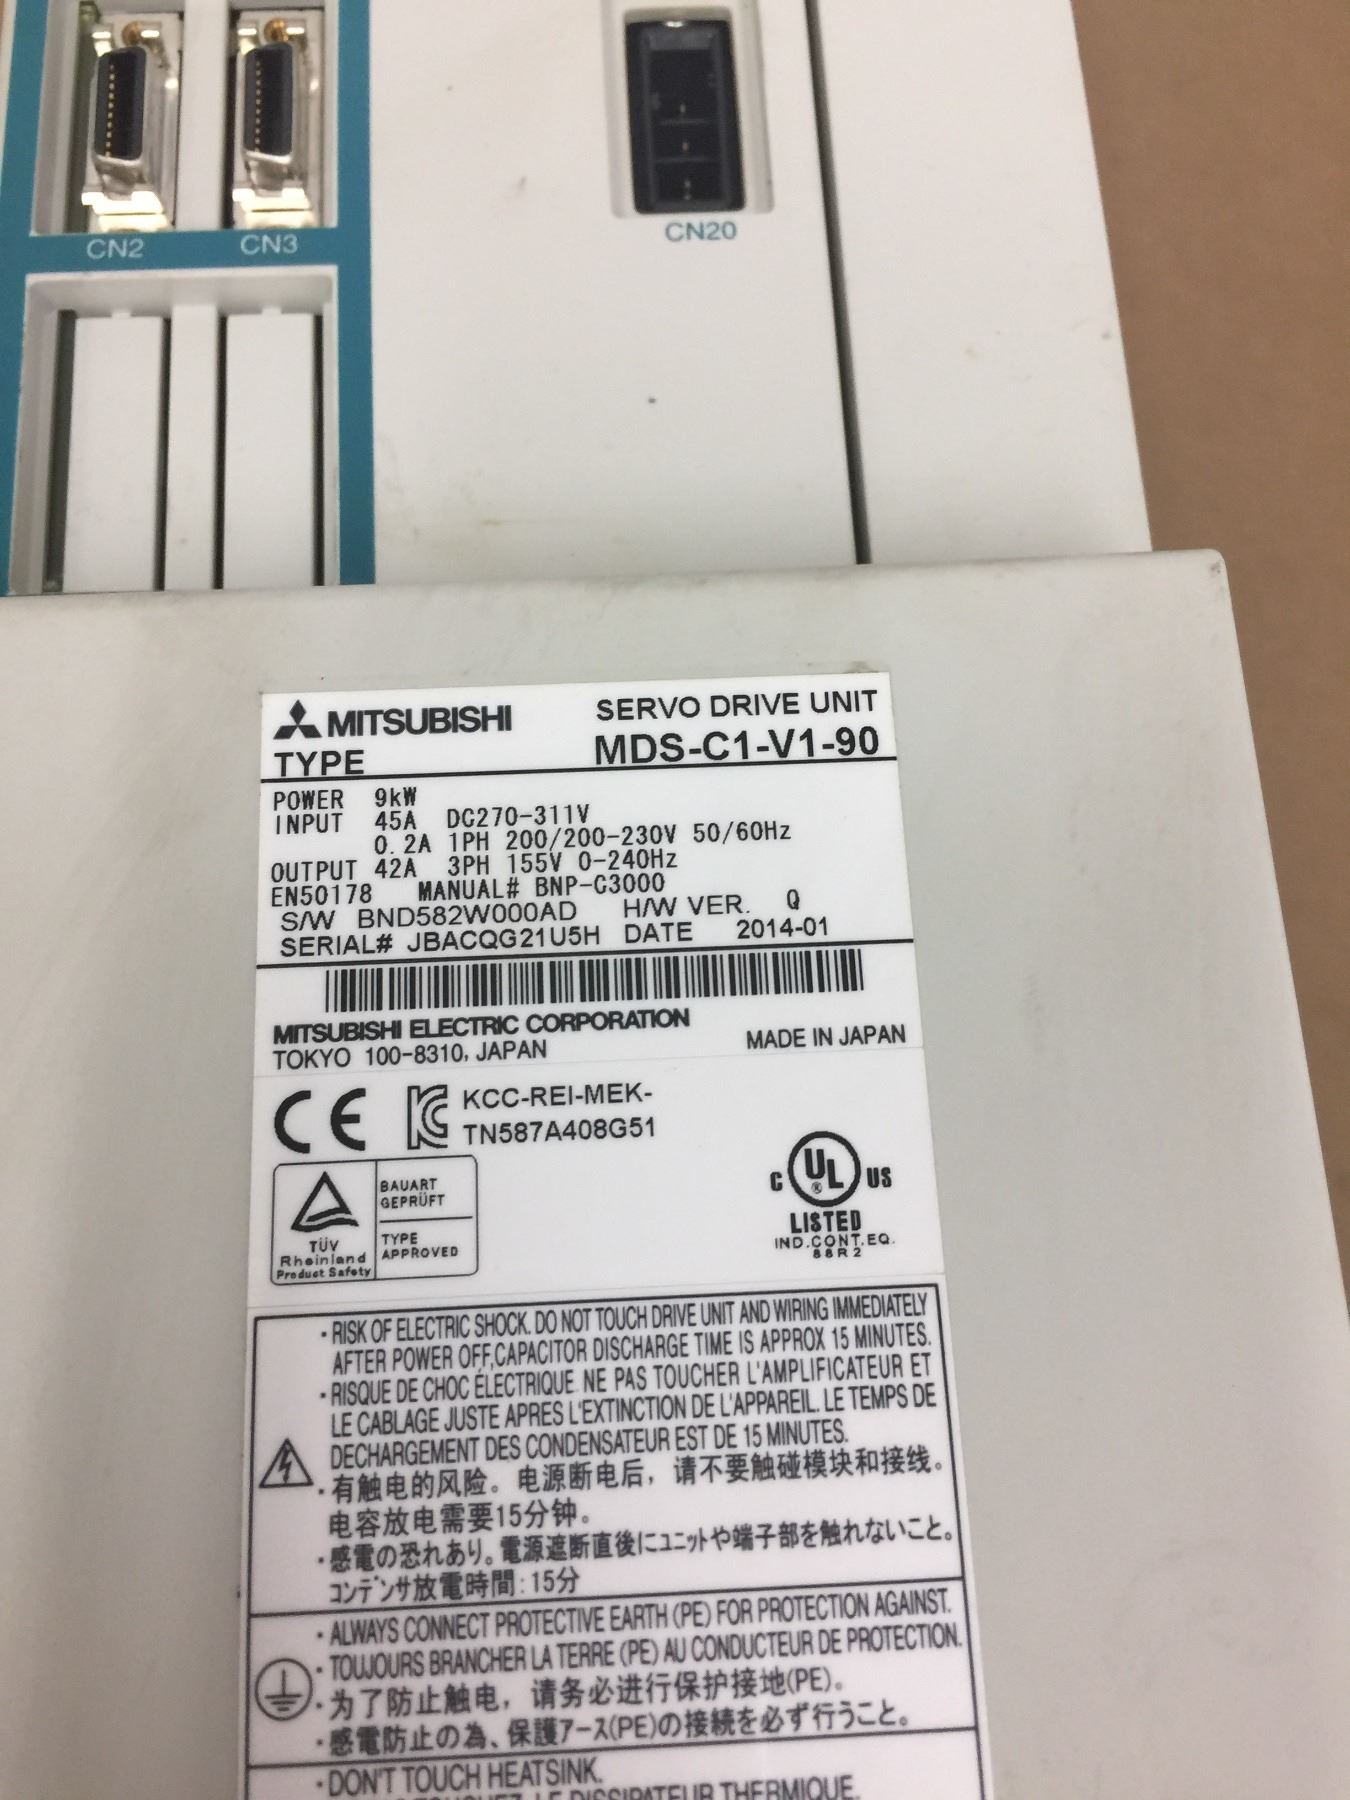 CN2
CN3
CN20
MITSUBISHI SERVO DRIVE UNIT
TYPE MDS-C1-V1-90
POWER 9kW
INPUT 45A DC270-311V
0.2A 1PH 200/200-230V 50/60Hz
OUTPUT 42A 3PH 155V 0-240Hz
EN50178 MANUAL# BNP-C3000
S/W BND582W000AD H/W VER. Q
SERIAL# JBACQG21U5H DATE 2014-01
MITSUBISHI ELECTRIC CORPORATION
TOKYO 100-8310, JAPAN MADE IN JAPAN
CE KCC-REI-MEK-
TN587A408G51
BAUART
GEPRÜFT
TYPE
APPROVED
TÜV
Rheinland
Product Safety
C UL ® US
LISTED
IND.CONT.EQ.
88R2
・RISK OF ELECTRIC SHOCK. DO NOT TOUCH DRIVE UNIT AND WIRING IMMEDIATELY
AFTER POWER OFF,CAPACITOR DISCHARGE TIME IS APPROX 15 MINUTES.
・RISQUE DE CHOC ÉLECTRIQUE NE PAS TOUCHER L'AMPLIFICATEUR ET
LE CABLAGE JUSTE APRES L'EXTINCTION DE L'APPAREIL. LE TEMPS DE
DECHARGEMENT DES CONDENSATEUR EST DE 15 MINUTES.
・有触电的风险。电源断电后，请不要触碰模块和接线。
电容放电需要15分钟。
・感電の恐れあり。電源遮断直後にユニットや端子部を触れないこと。
コンデンサ放電時間:15分
・ALWAYS CONNECT PROTECTIVE EARTH (PE) FOR PROTECTION AGAINST.
・TOUJOURS BRANCHER LA TERRE (PE) AU CONDUCTEUR DE PROTECTION.
・为了防止触电，请务必进行保护接地(PE)。
・感電防止の為、保護アース(PE)の接続を必ず行うこと。
・DON'T TOUCH HEATSINK.
LE DISSIPATEUR THERMIQUE.